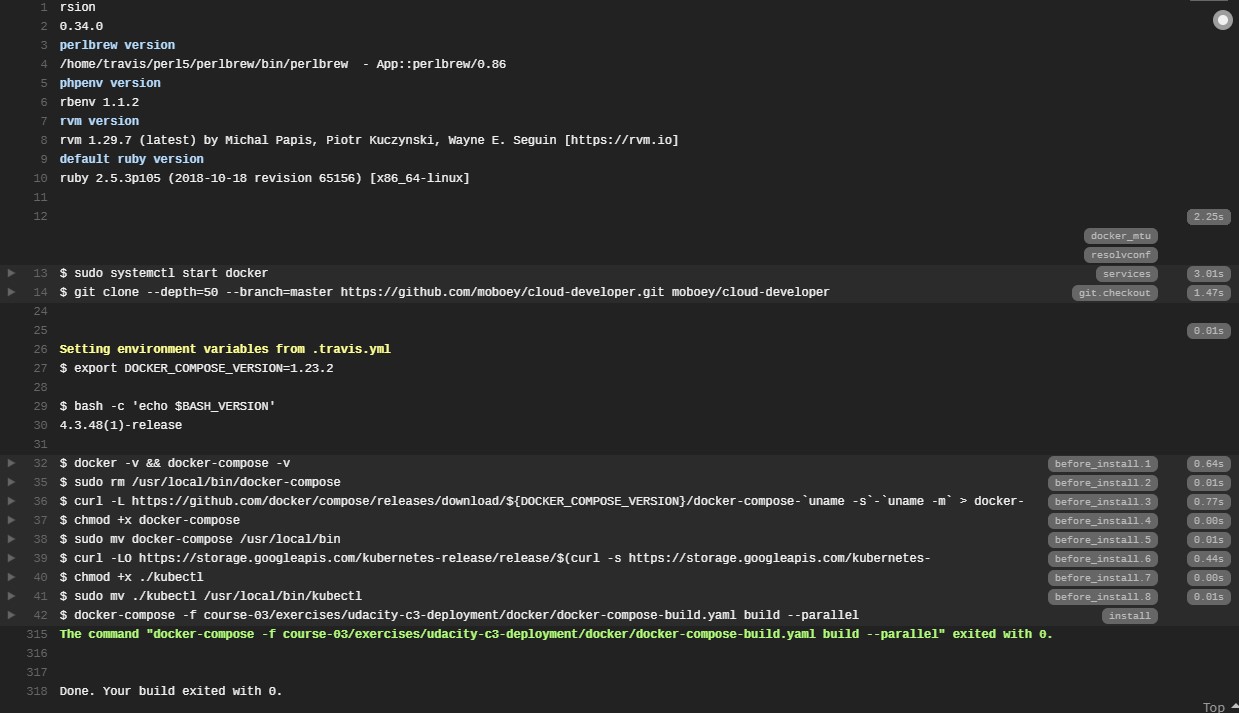 1 rsion
2 0.34.0
3 perlbrew version
4 /home/travis/perl5/perlbrew/bin/perlbrew  - App::perlbrew/0.86
5 phpenv version
6 rbenv 1.1.2
7 rvm version
8 rvm 1.29.7 (latest) by Michal Papis, Piotr Kuczynski, Wayne E. Seguin [https://rvm.io]
9 default ruby version
10 ruby 2.5.3p105 (2018-10-18 revision 65156) [x86_64-linux]
11
12 2.25s
docker_mtu
resolvconf
13 $ sudo systemctl start docker services 3.01s
14 $ git clone --depth=50 --branch=master https://github.com/moboey/cloud-developer.git moboey/cloud-developer git.checkout 1.47s
24
25 0.01s
26 Setting environment variables from .travis.yml
27 $ export DOCKER_COMPOSE_VERSION=1.23.2
28
29 $ bash -c 'echo $BASH_VERSION'
30 4.3.48(1)-release
31
32 $ docker -v && docker-compose -v before_install.1 0.64s
35 $ sudo rm /usr/local/bin/docker-compose before_install.2 0.01s
36 $ curl -L https://github.com/docker/compose/releases/download/${DOCKER_COMPOSE_VERSION}/docker-compose-`uname -s`-`uname -m` > docker- before_install.3 0.77s
37 $ chmod +x docker-compose before_install.4 0.00s
38 $ sudo mv docker-compose /usr/local/bin before_install.5 0.01s
39 $ curl -LO https://storage.googleapis.com/kubernetes-release/release/$(curl -s https://storage.googleapis.com/kubernetes- before_install.6 0.44s
40 $ chmod +x ./kubectl before_install.7 0.00s
41 $ sudo mv ./kubectl /usr/local/bin/kubectl before_install.8 0.01s
42 $ docker-compose -f course-03/exercises/udacity-c3-deployment/docker/docker-compose-build.yaml build --parallel install
315 The command "docker-compose -f course-03/exercises/udacity-c3-deployment/docker/docker-compose-build.yaml build --parallel" exited with 0.
316
317
318 Done. Your build exited with 0.
Top